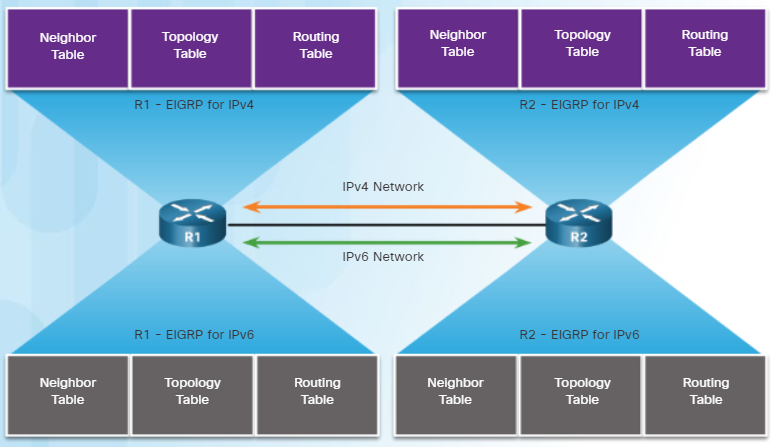 Neighbor
Table
Topology
Table
Routing
Table
Neighbor
Table
Topology
Table
Routing
Table
R1 - EIGRP for IPv4
R2 - EIGRP for IPv4
IPv4 Network
R1
R2
IPv6 Network
R1 - EIGRP for IPv6
R2 - EIGRP for IPv6
Neighbor
Table
Topology
Table
Routing
Table
Neighbor
Table
Topology
Table
Routing
Table